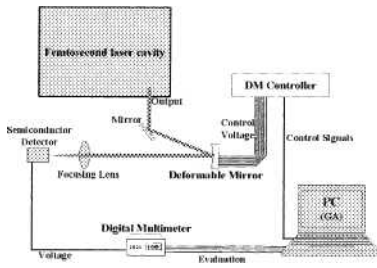 Femtosecond laser cavity
Output
Mirror
DM Controller
Control
Voltage
Control Signals
Semiconductor
Detector
Focusing Lens
Deformable Mirror
PC
(GA)
Digital Multimeter
Voltage
Evaluation